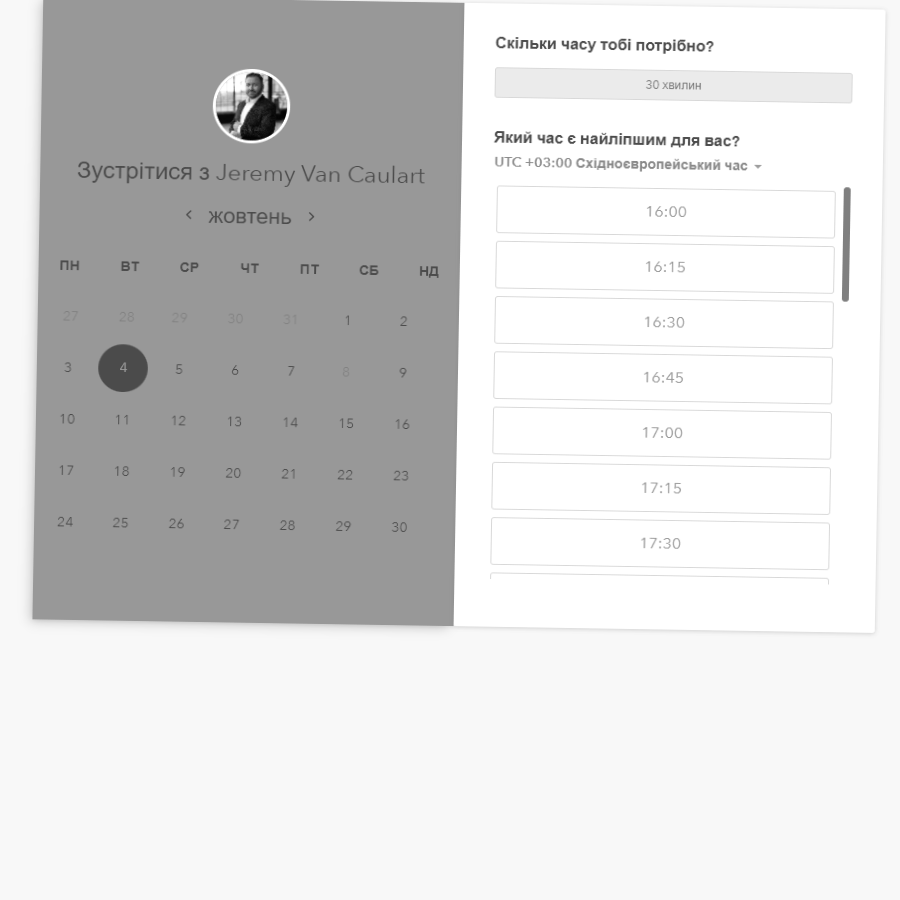 Зустрітися з Jeremy Van Caulart
жовтень
ПН ВТ СР ЧТ ПТ СБ НД
27 28 29 30 31 1 2
3 4 5 6 7 8 9
10 11 12 13 14 15 16
17 18 19 20 21 22 23
24 25 26 27 28 29 30
Скільки часу тобі потрібно?
30 хвилин
Який час є найліпшим для вас?
UTC +03:00 Східноєвропейський час
16:00
16:15
16:30
16:45
17:00
17:15
17:30